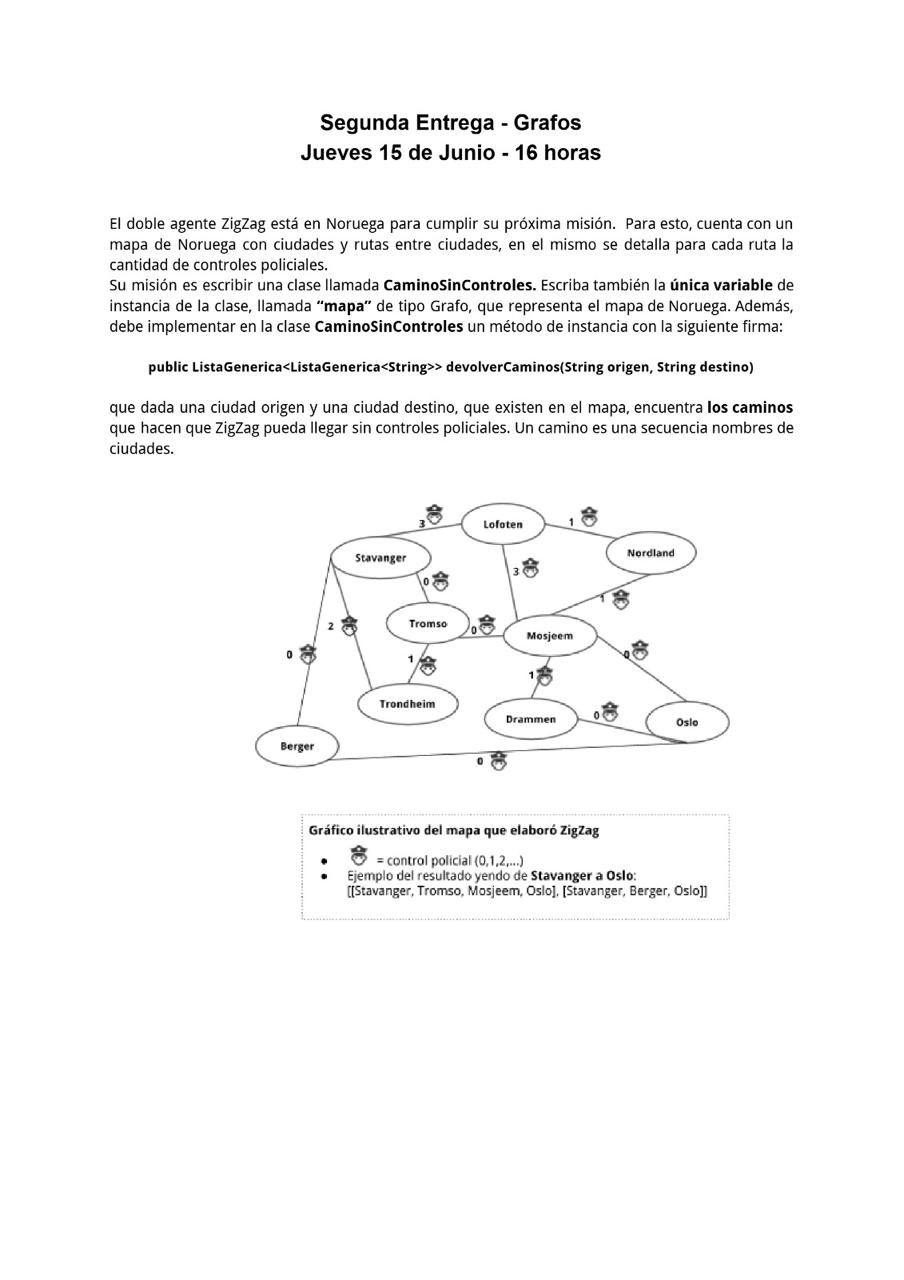 Segunda Entrega - Grafos
Jueves 15 de Junio - 16 horas
El doble agente ZigZag está en Noruega para cumplir su próxima misión.  Para esto, cuenta con un
mapa de Noruega con ciudades y rutas entre ciudades, en el mismo se detalla para cada ruta la
cantidad de controles policiales.
Su misión es escribir una clase llamada CaminoSinControles. Escriba también la única variable de
instancia de la clase, llamada “mapa” de tipo Grafo, que representa el mapa de Noruega. Además,
debe implementar en la clase CaminoSinControles un método de instancia con la siguiente firma:
public ListaGenerica<ListaGenerica<String>> devolverCaminos(String origen, String destino)
que dada una ciudad origen y una ciudad destino, que existen en el mapa, encuentra los caminos
que hacen que ZigZag pueda llegar sin controles policiales. Un camino es una secuencia nombres de
ciudades.
3
Lofoten
1
Stavanger
Nordland
0
3
1
2
Tromso
0
Mosjeem
0
0
1
1
Trondheim
Drammen
0
Oslo
Berger
0
Gráfico ilustrativo del mapa que elaboró ZigZag
● = control policial (0,1,2,...)
● Ejemplo del resultado yendo de Stavanger a Oslo:
[[Stavanger, Tromso, Mosjeem, Oslo], [Stavanger, Berger, Oslo]]